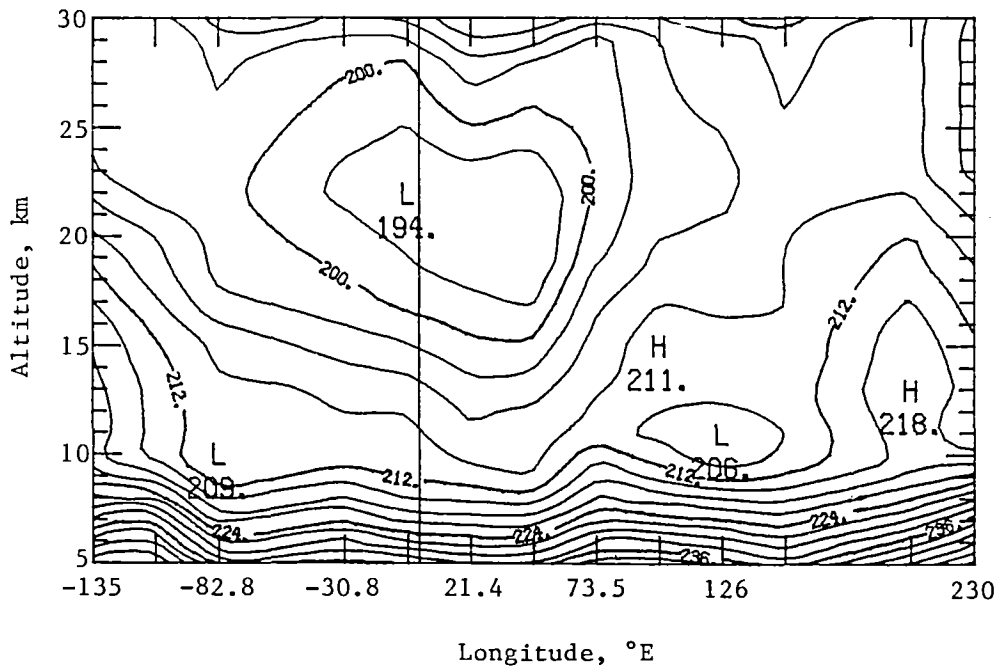 30
25
20
15
10
5
Altitude, km
200.
L
194.
200.
200.
212.
212.
H
211.
H
218.
L
209.
212.
212.
L
206.
224.
224.
224.
236.
236.
-135 -82.8 -30.8 21.4 73.5 126 230
Longitude, °E